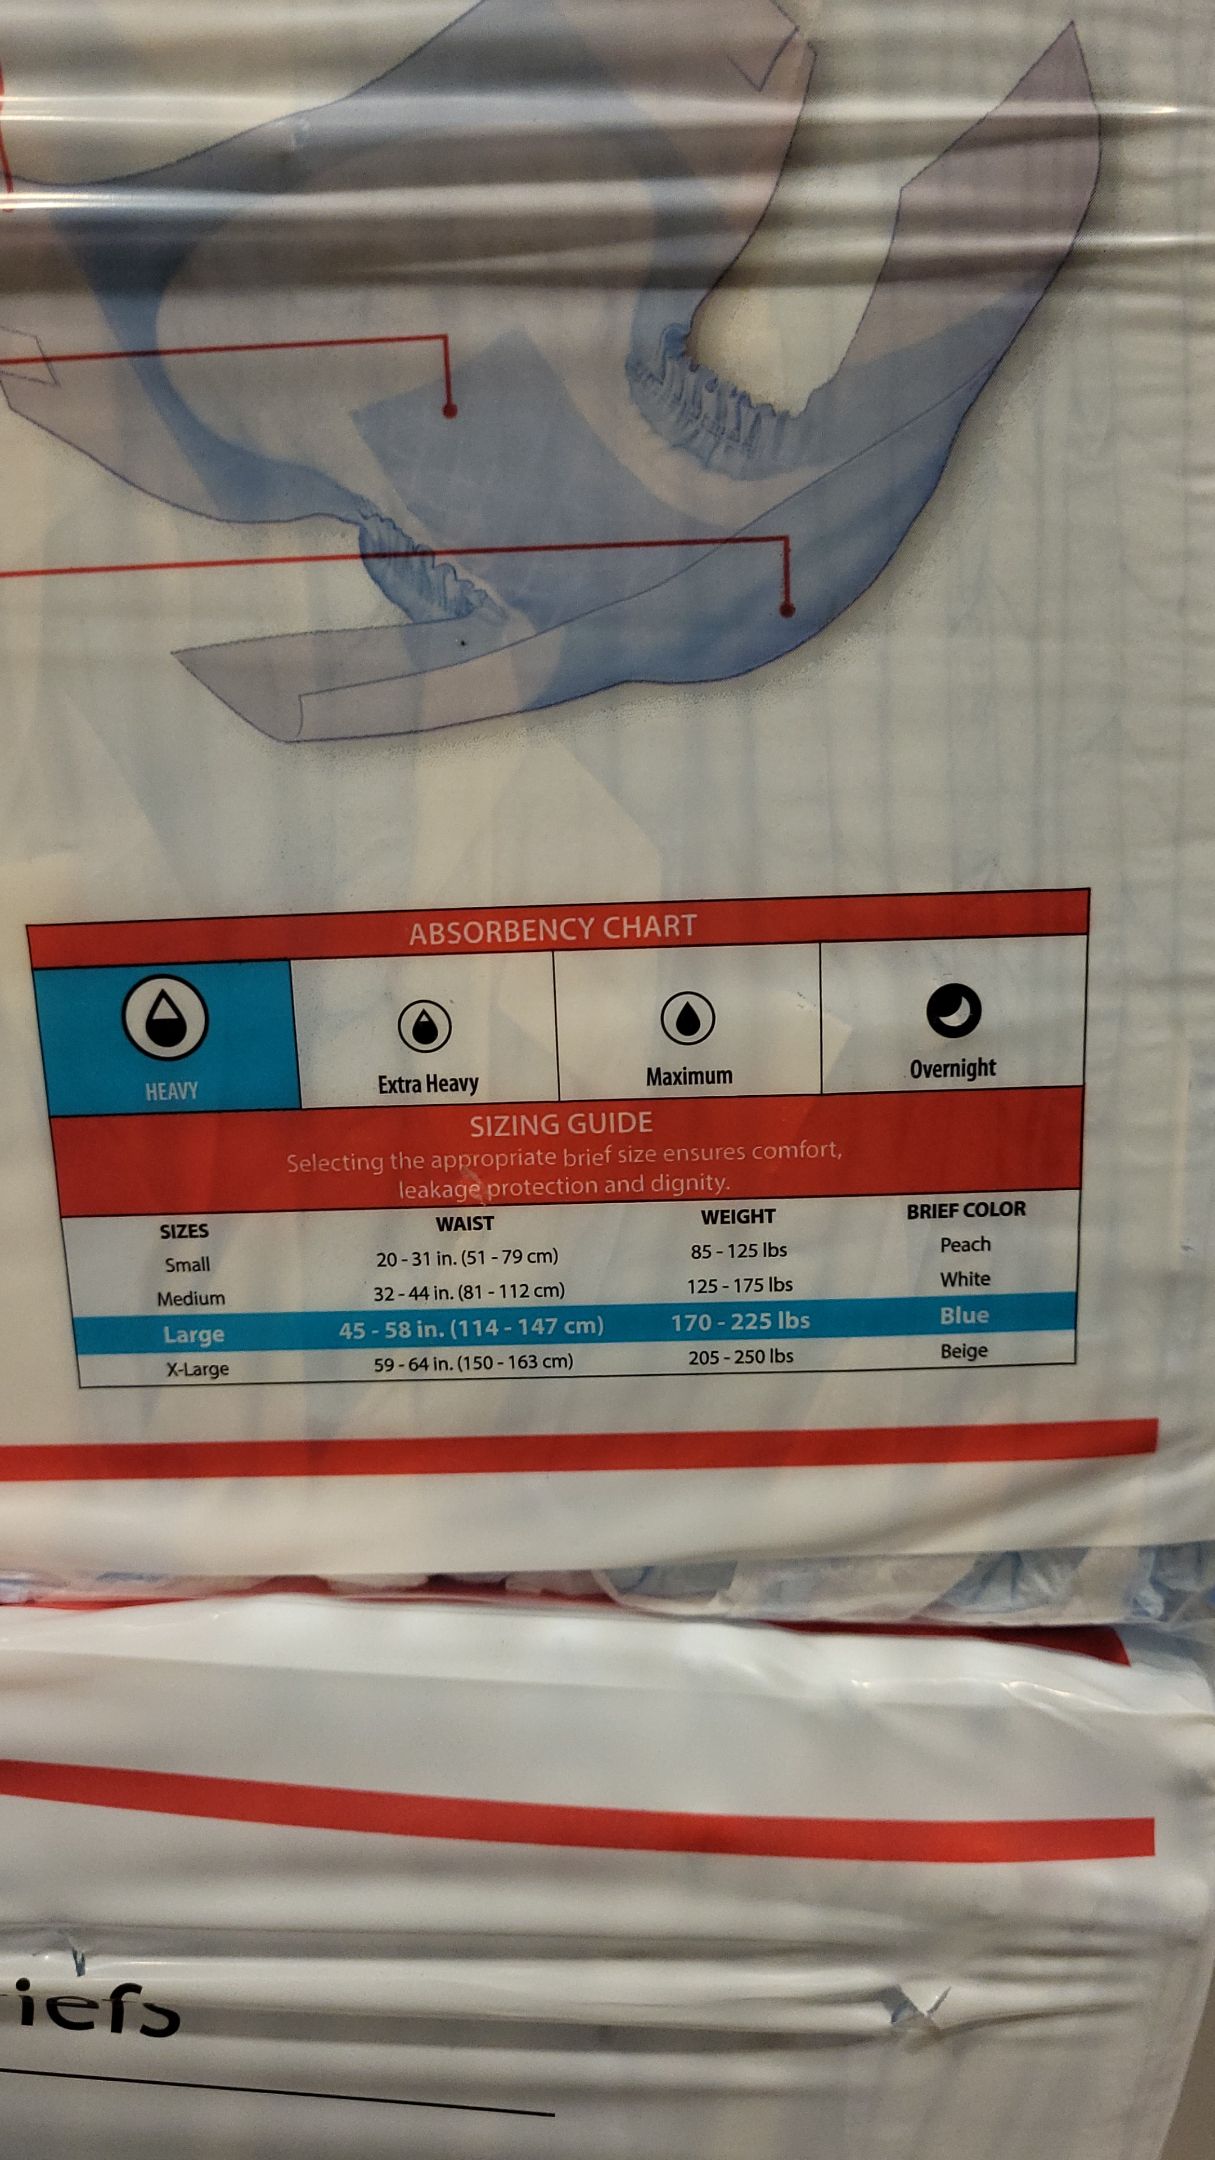 ABSORBENCY CHART
HEAVY Extra Heavy Maximum Overnight
SIZING GUIDE
Selecting the appropriate brief size ensures comfort,
leakage protection and dignity.
SIZES WAIST WEIGHT BRIEF COLOR
Small 20 - 31 in. (51 - 79 cm) 85 - 125 lbs Peach
Medium 32 - 44 in. (81 - 112 cm) 125 - 175 lbs White
Large 45 - 58 in. (114 - 147 cm) 170 - 225 lbs Blue
X-Large 59 - 64 in. (150 - 163 cm) 205 - 250 lbs Beige
iefs